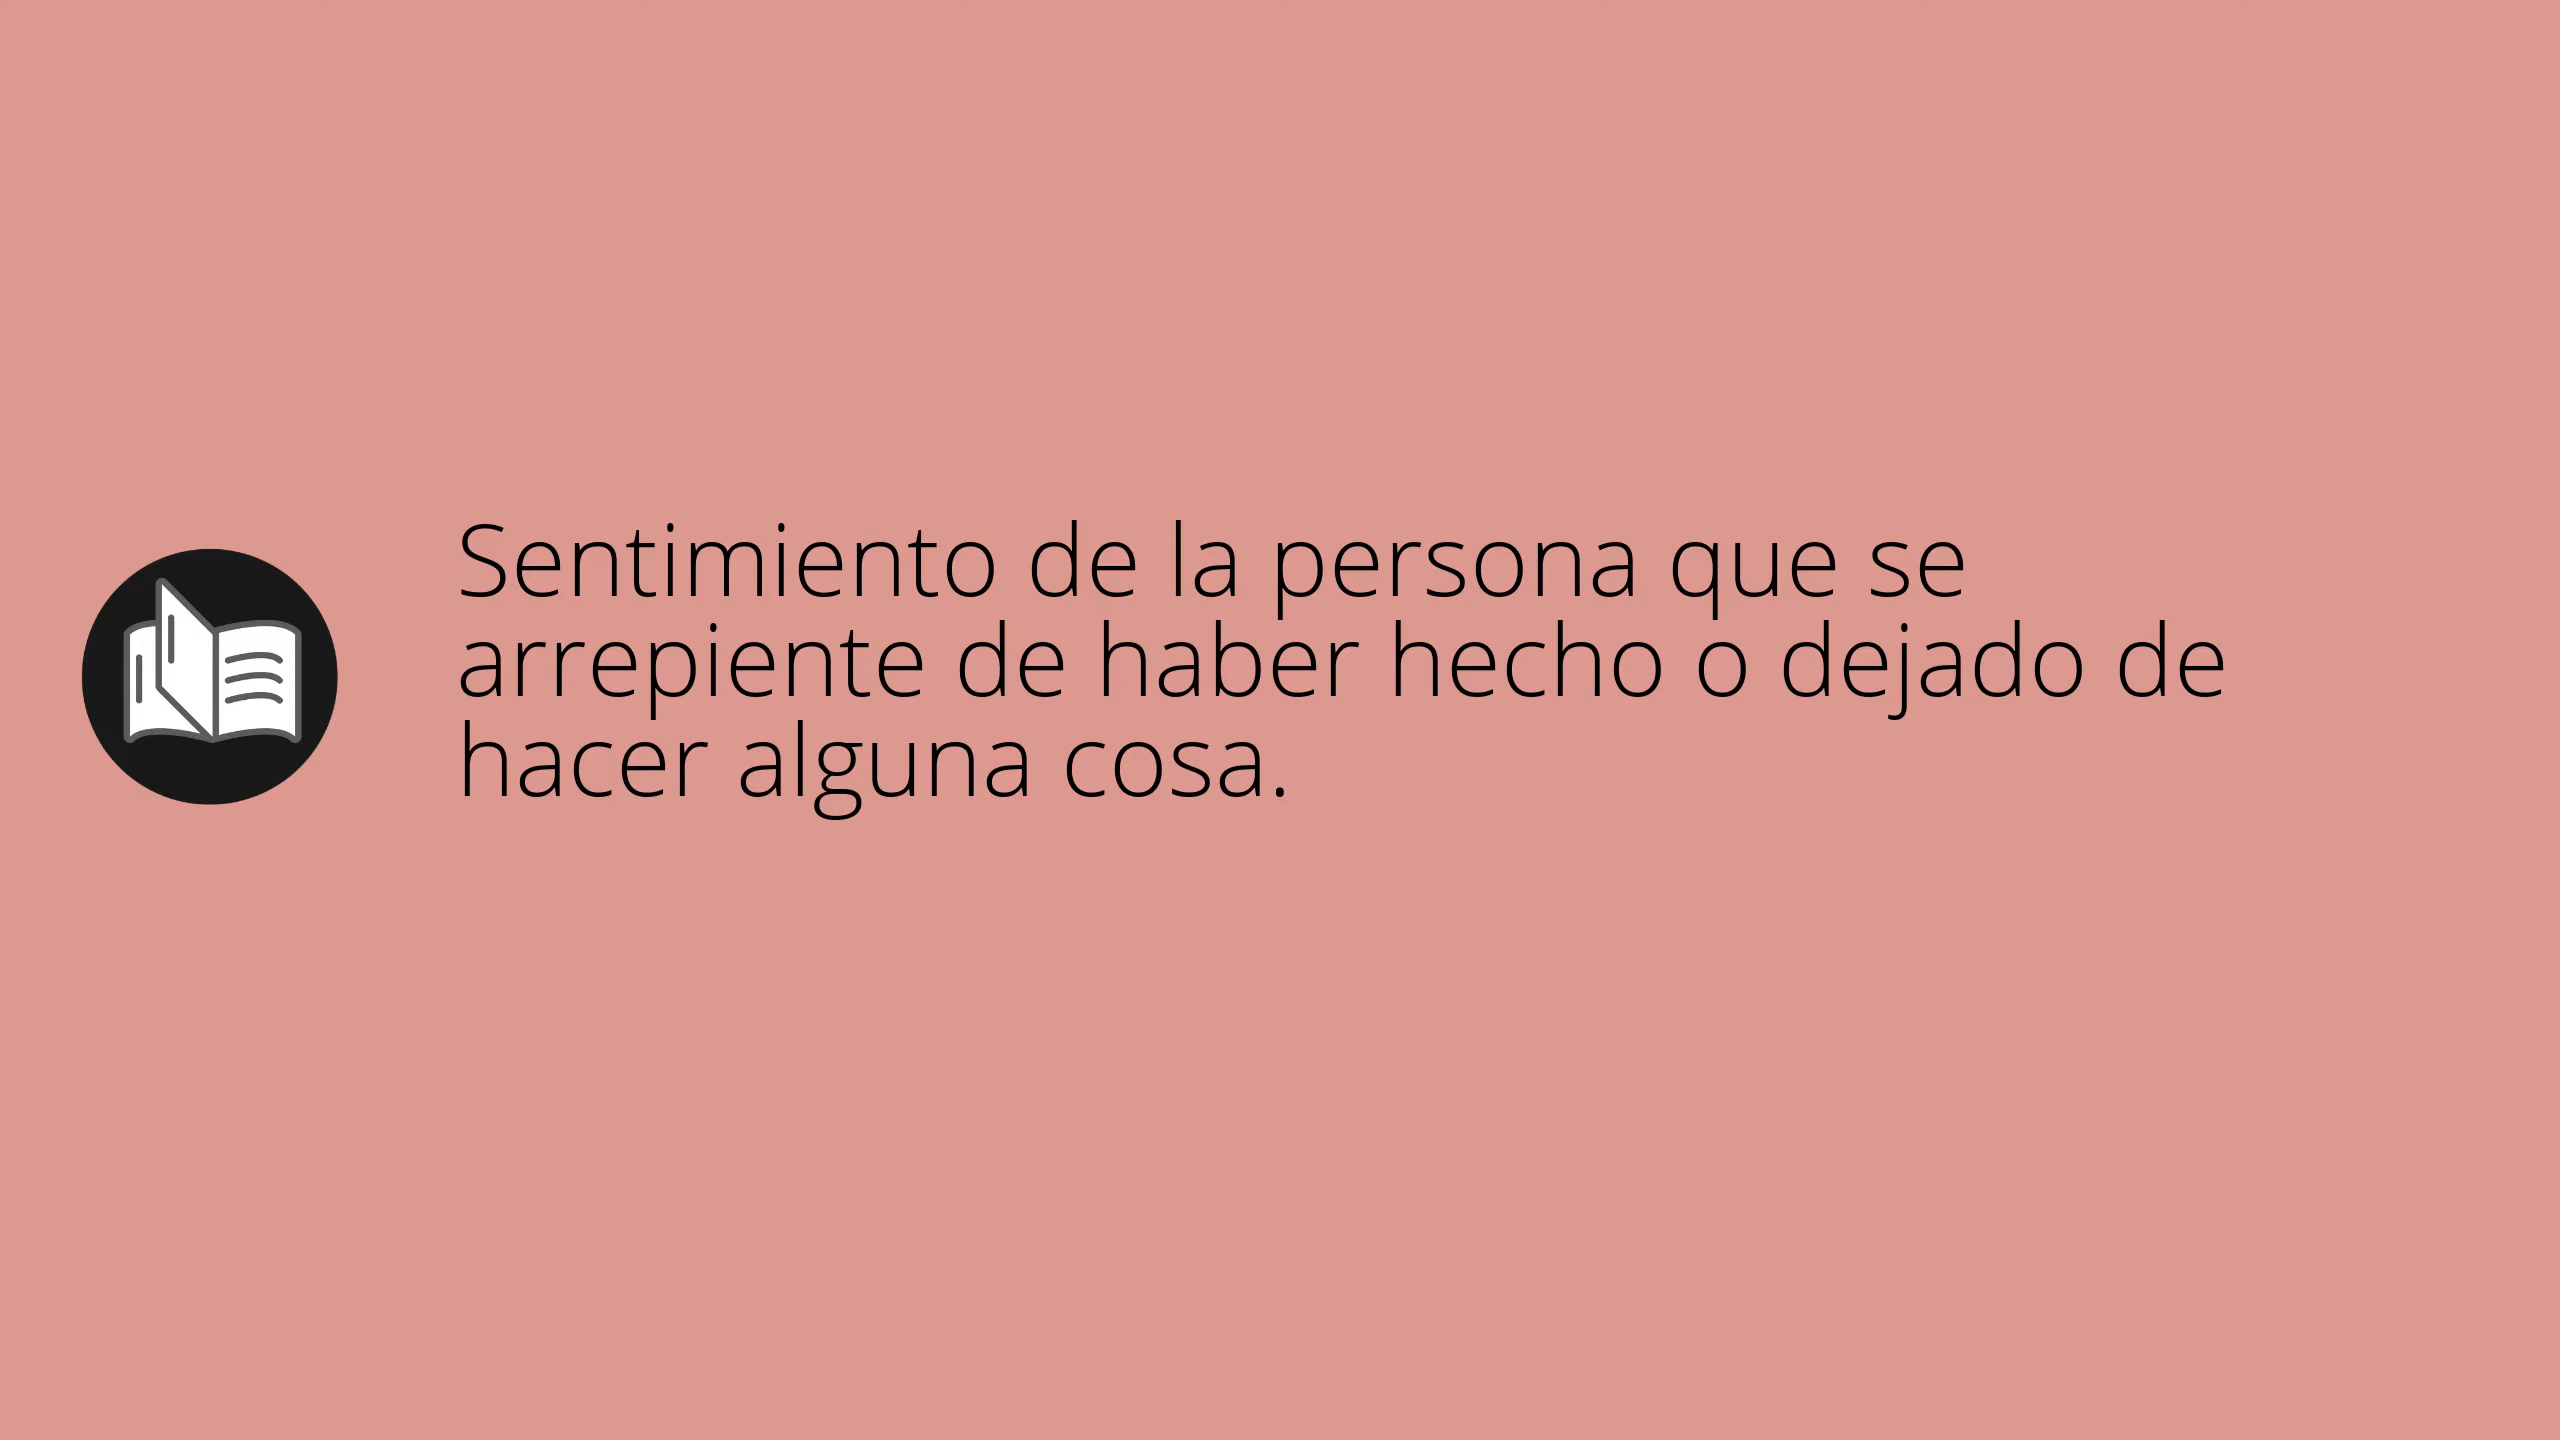 Sentimiento de la persona que se
arrepiente de haber hecho o dejado de
hacer alguna cosa.